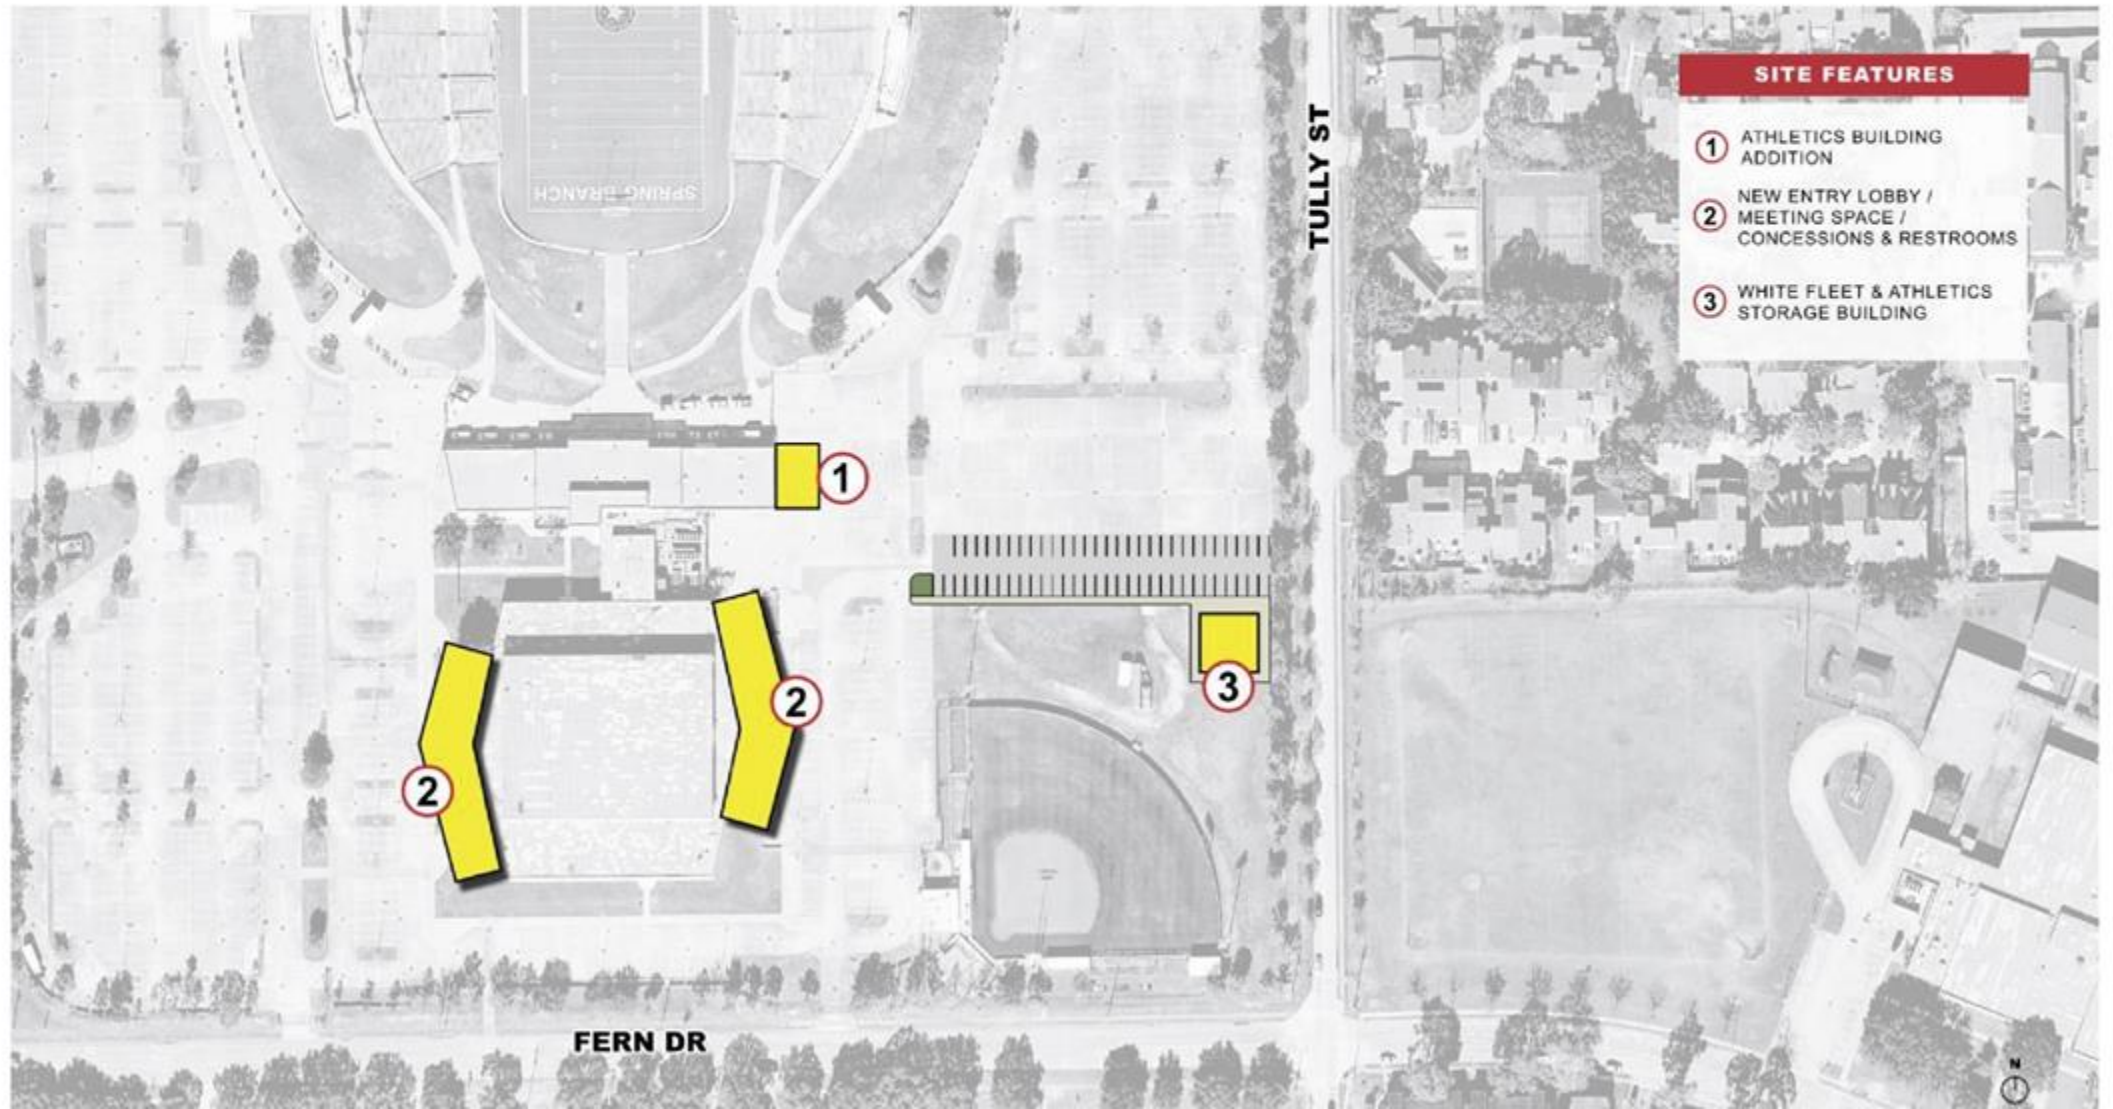 SPRING BRANCH
TULLY ST
SITE FEATURES
1 ATHLETICS BUILDING
ADDITION
2 NEW ENTRY LOBBY /
MEETING SPACE /
CONCESSIONS & RESTROOMS
3 WHITE FLEET & ATHLETICS
STORAGE BUILDING
1
2
3
2
FERN DR
N